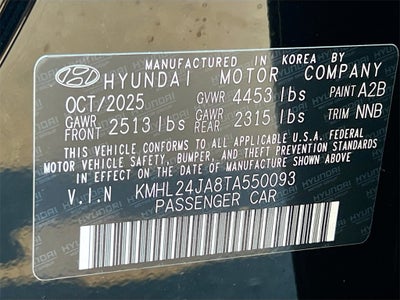 MANUFACTURED IN KOREA BY
HYUNDAI MOTOR COMPANY
OCT/2025 GVWR 4453 lbs PAINT A2B
GAWR FRONT 2513 lbs GAWR REAR 2315 lbs TRIM NNB
THIS VEHICLE CONFORMS TO ALL APPLICABLE U.S.A. FEDERAL
MOTOR VEHICLE SAFETY, BUMPER, AND THEFT PREVENTION
STANDARDS IN EFFECT ON THE DATE OF MANUFACTURE SHOWN ABOVE.
V.I.N KMHL24JA8TA550093
PASSENGER CAR